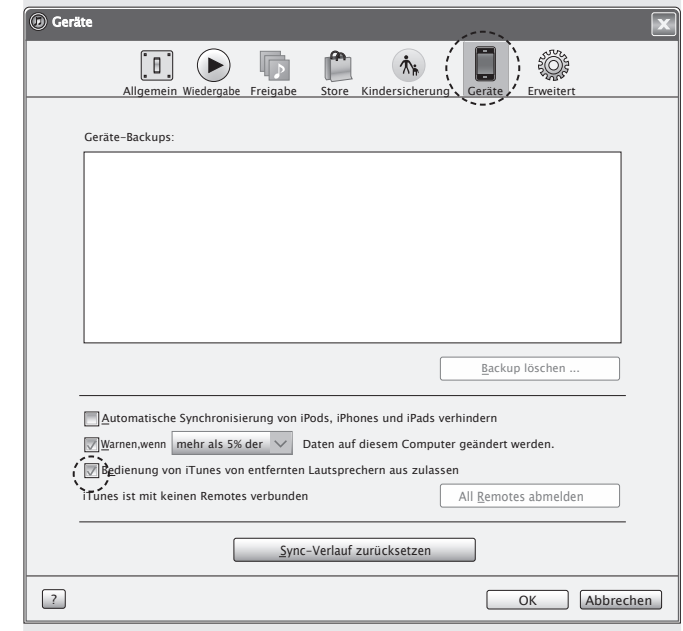 Geräte
Allgemein Wiedergabe Freigabe Store Kindersicherung Geräte Erweitert
Geräte-Backups:
Backup löschen ...
Automatische Synchronisierung von iPods, iPhones und iPads verhindern
Warnen,wenn mehr als 5% der Daten auf diesem Computer geändert werden.
Bedienung von iTunes von entfernten Lautsprechern aus zulassen
iTunes ist mit keinen Remotes verbunden All Remotes abmelden
Sync-Verlauf zurücksetzen
? OK Abbrechen